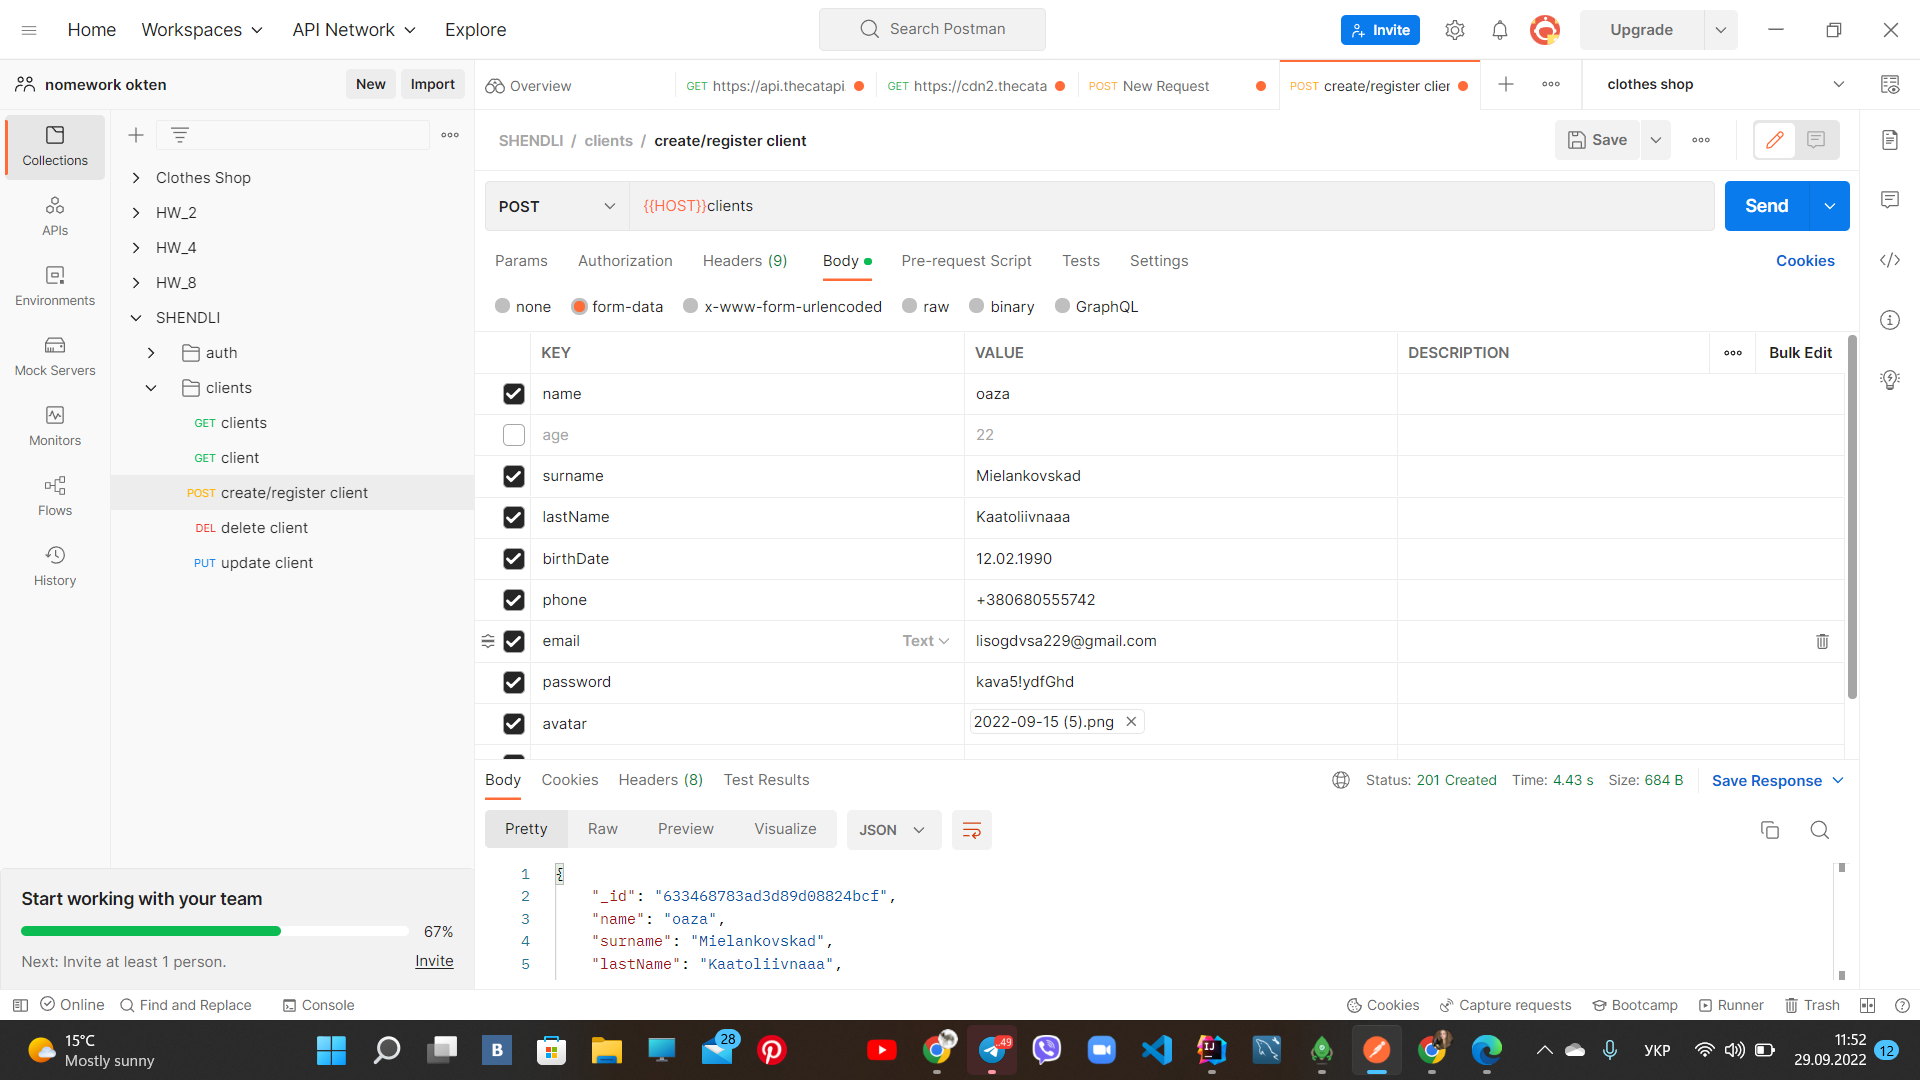 Home Workspaces API Network Explore Search Postman Invite Upgrade
nomework okten New Import Overview GET https://api.thecatapi. GET https://cdn2.thecata POST New Request POST create/register clier clothes shop
Collections
APIs
Environments
Mock Servers
Monitors
Flows
History
Clothes Shop
HW_2
HW_4
HW_8
SHENDLI
auth
clients
GET clients
GET client
POST create/register client
DEL delete client
PUT update client
Start working with your team
67%
Next: Invite at least 1 person. Invite
SHENDLI / clients / create/register client Save
POST {{HOST}}clients Send
Params Authorization Headers (9) Body Pre-request Script Tests Settings Cookies
none form-data x-www-form-urlencoded raw binary GraphQL
KEY VALUE DESCRIPTION Bulk Edit
name oaza
age 22
surname Mielankovskad
lastName Kaatoliivnaaa
birthDate 12.02.1990
phone +380680555742
email Text lisogdvsa229@gmail.com
password kava5!ydfGhd
avatar 2022-09-15 (5).png
Body Cookies Headers (8) Test Results Status: 201 Created Time: 4.43 s Size: 684 B Save Response
Pretty Raw Preview Visualize JSON
1 {
2 "_id": "633468783ad3d89d08824bcf",
3 "name": "oaza",
4 "surname": "Mielankovskad",
5 "lastName": "Kaatoliivnaaa",
Online Find and Replace Console Cookies Capture requests Bootcamp Runner Trash
15°C
Mostly sunny
B
28
49
IJ
УКР
11:52
29.09.2022
12